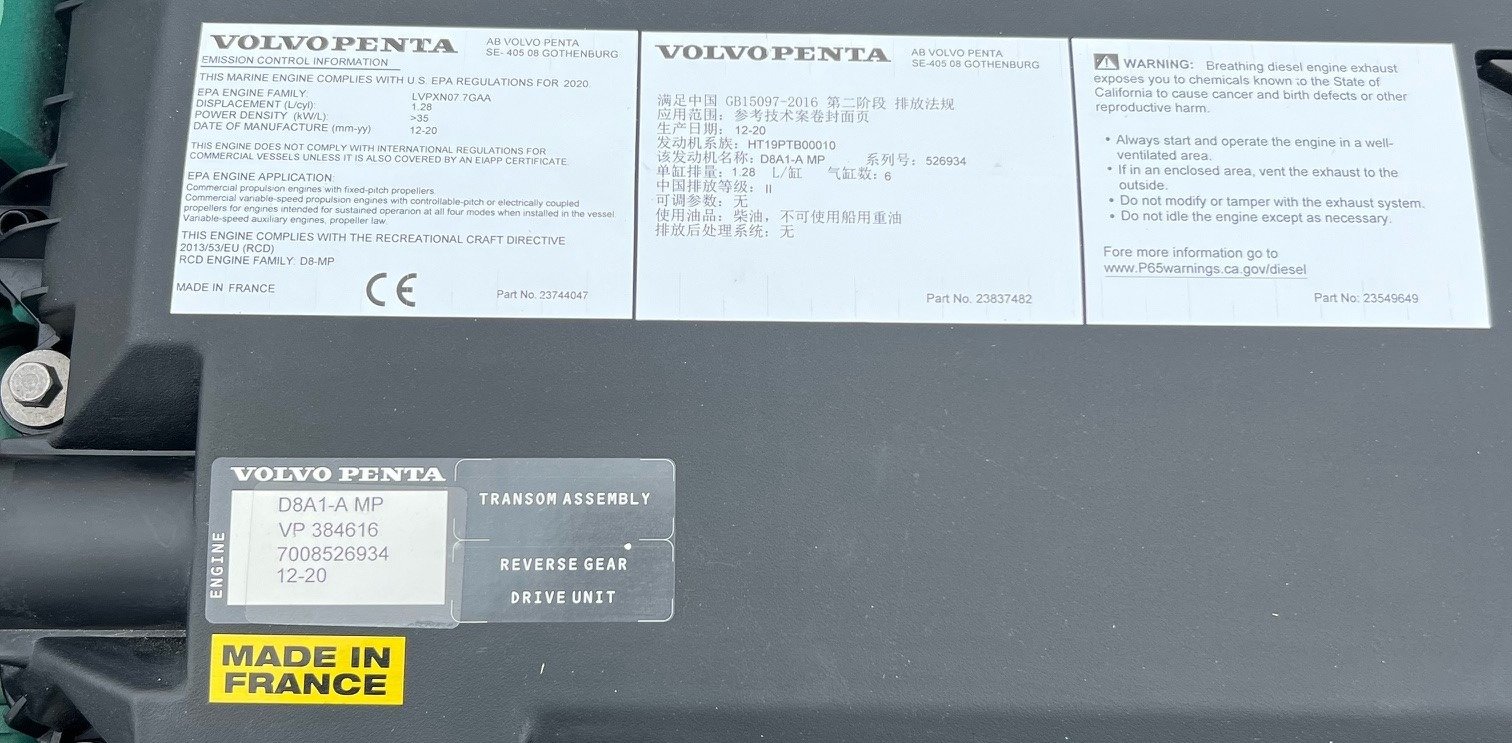 VOLVO PENTA
AB VOLVO PENTA
SE- 405 08 GOTHENBURG
EMISSION CONTROL INFORMATION
THIS MARINE ENGINE COMPLIES WITH U.S. EPA REGULATIONS FOR 2020
EPA ENGINE FAMILY: LVPXN07.7GAA
DISPLACEMENT (L/cyl): 1.28
POWER DENSITY (kW/L): >35
DATE OF MANUFACTURE (mm-yy) 12-20
THIS ENGINE DOES NOT COMPLY WITH INTERNATIONAL REGULATIONS FOR
COMMERCIAL VESSELS UNLESS IT IS ALSO COVERED BY AN EIAPP CERTIFICATE.
EPA ENGINE APPLICATION:
Commercial propulsion engines with fixed-pitch propellers.
Commercial variable-speed propulsion engines with controllable-pitch or electrically coupled
propellers for engines intended for sustained operation at all four modes when installed in the vessel
Variable-speed auxiliary engines, propeller law.
THIS ENGINE COMPLIES WITH THE RECREATIONAL CRAFT DIRECTIVE
2013/53/EU (RCD)
RCD ENGINE FAMILY: D8-MP
MADE IN FRANCE
CE
Part No. 23744047
VOLVO PENTA
AB VOLVO PENTA
SE-405 08 GOTHENBURG
满足中国 GB15097-2016 第二阶段 排放法规
应用范围：参考技术案卷封面页
生产日期：12-20
发动机系族：HT19PTB00010
该发动机名称：D8A1-A MP 系列号：526934
单缸排量：1.28 L/缸 气缸数：6
中国排放等级：II
可调参数：无
使用油品：柴油，不可使用船用重油
排放后处理系统：无
Part No. 23837482
WARNING: Breathing diesel engine exhaust
exposes you to chemicals known to the State of
California to cause cancer and birth defects or other
reproductive harm.
• Always start and operate the engine in a well-
ventilated area.
• If in an enclosed area, vent the exhaust to the
outside.
• Do not modify or tamper with the exhaust system.
• Do not idle the engine except as necessary.
Fore more information go to
www.P65warnings.ca.gov/diesel
Part No: 23549649
VOLVO PENTA
ENGINE
D8A1-A MP
VP 384616
7008526934
12-20
TRANSOM ASSEMBLY
REVERSE GEAR
DRIVE UNIT
MADE IN
FRANCE